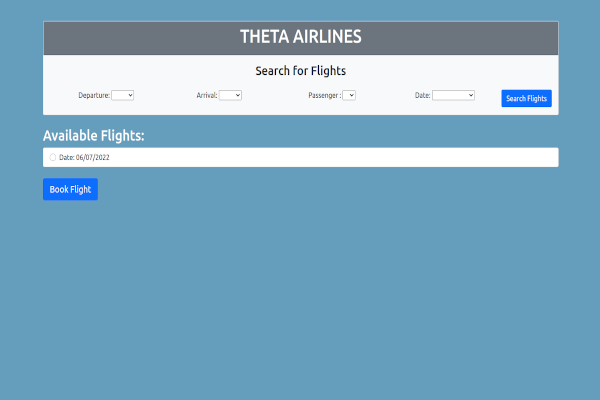 THETA AIRLINES
Search for Flights
Departure: Arrival: Passenger : Date: Search Flights
Available Flights:
Date: 06/07/2022
Book Flight